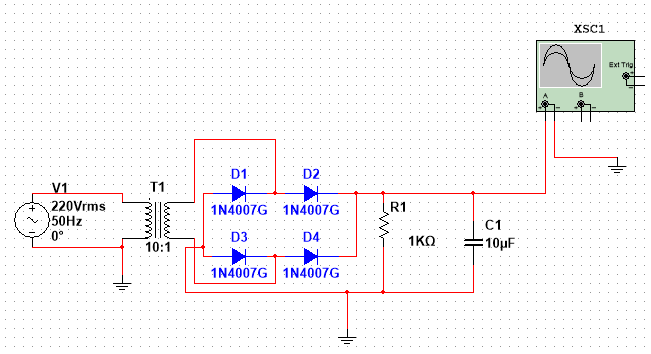 XSC1
Ext Trig
+
−
A
B
+ − + −
V1
220Vrms
50Hz
0°
T1
10:1
D1
1N4007G
D2
1N4007G
D3
1N4007G
D4
1N4007G
R1
1KΩ
C1
10µF